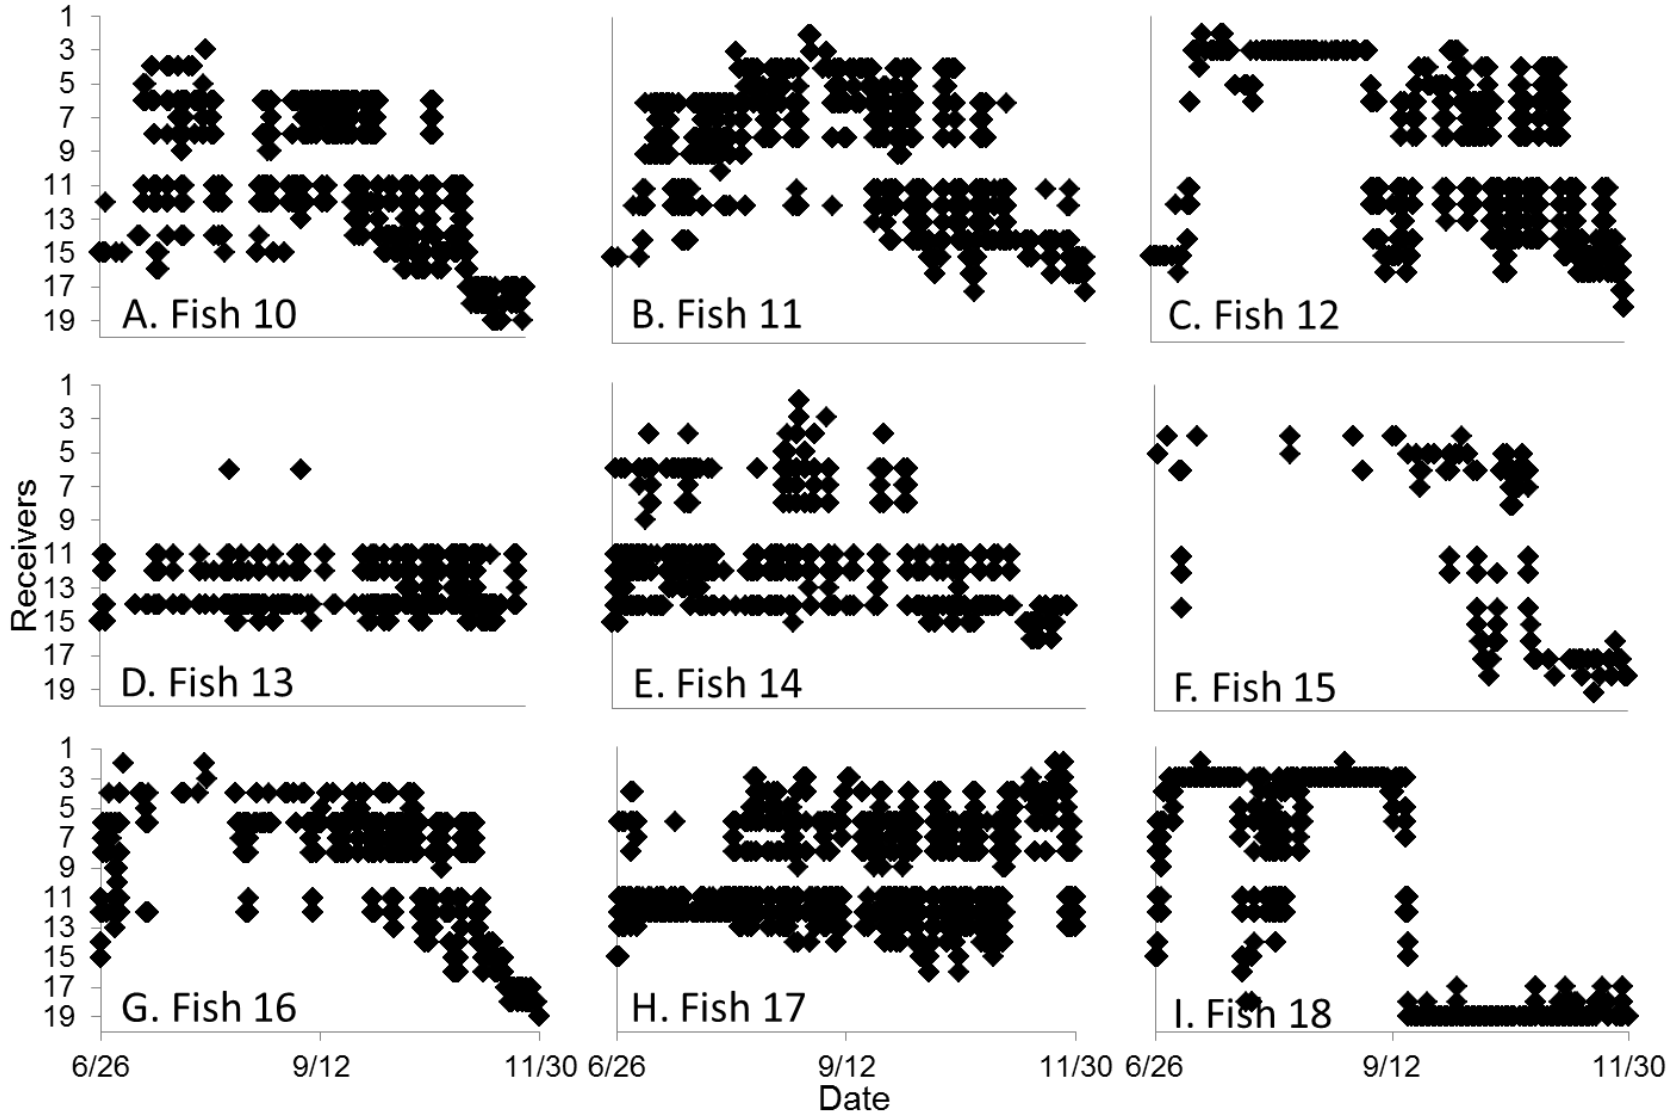 1
3
5
7
9
11
13
15
17
19
A. Fish 10
B. Fish 11
C. Fish 12
1
3
5
7
9
11
13
15
17
19
Receivers
D. Fish 13
E. Fish 14
F. Fish 15
1
3
5
7
9
11
13
15
17
19
G. Fish 16
H. Fish 17
I. Fish 18
6/26 9/12 11/30 6/26 9/12 11/30 6/26 9/12 11/30
Date